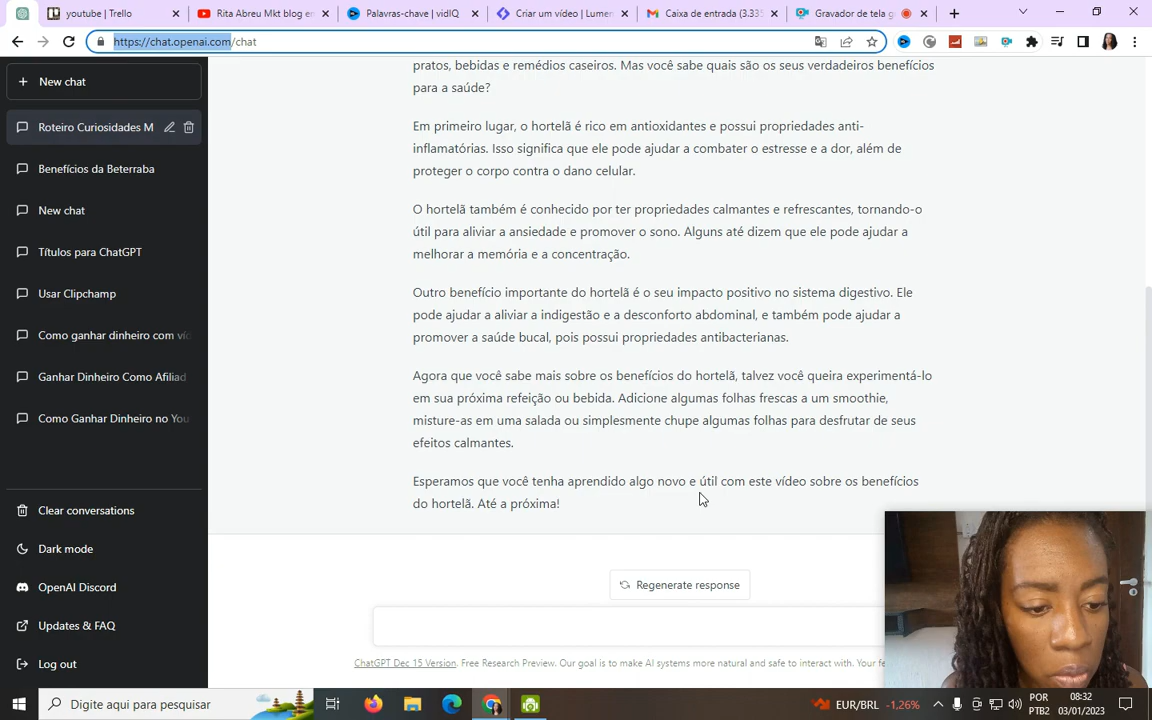 youtube | Trello
Rita Abreu Mkt blog en
Palavras-chave | vidIQ
Criar um vídeo | Lumen
Caixa de entrada (3.335
Gravador de tela g
https://chat.openai.com/chat
New chat
Roteiro Curiosidades M
Benefícios da Beterraba
New chat
Títulos para ChatGPT
Usar Clipchamp
Como ganhar dinheiro com víd
Ganhar Dinheiro Como Afiliad
Como Ganhar Dinheiro no You
Clear conversations
Dark mode
OpenAI Discord
Updates & FAQ
Log out
pratos, bebidas e remédios caseiros. Mas você sabe quais são os seus verdadeiros benefícios
para a saúde?
Em primeiro lugar, o hortelã é rico em antioxidantes e possui propriedades anti-
inflamatórias. Isso significa que ele pode ajudar a combater o estresse e a dor, além de
proteger o corpo contra o dano celular.
O hortelã também é conhecido por ter propriedades calmantes e refrescantes, tornando-o
útil para aliviar a ansiedade e promover o sono. Alguns até dizem que ele pode ajudar a
melhorar a memória e a concentração.
Outro benefício importante do hortelã é o seu impacto positivo no sistema digestivo. Ele
pode ajudar a aliviar a indigestão e a desconforto abdominal, e também pode ajudar a
promover a saúde bucal, pois possui propriedades antibacterianas.
Agora que você sabe mais sobre os benefícios do hortelã, talvez você queira experimentá-lo
em sua próxima refeição ou bebida. Adicione algumas folhas frescas a um smoothie,
misture-as em uma salada ou simplesmente chupe algumas folhas para desfrutar de seus
efeitos calmantes.
Esperamos que você tenha aprendido algo novo e útil com este vídeo sobre os benefícios
do hortelã. Até a próxima!
Regenerate response
ChatGPT Dec 15 Version. Free Research Preview. Our goal is to make AI systems more natural and safe to interact with. Your fe
Digite aqui para pesquisar
EUR/BRL -1,26%
POR
PTB2
08:32
03/01/2023